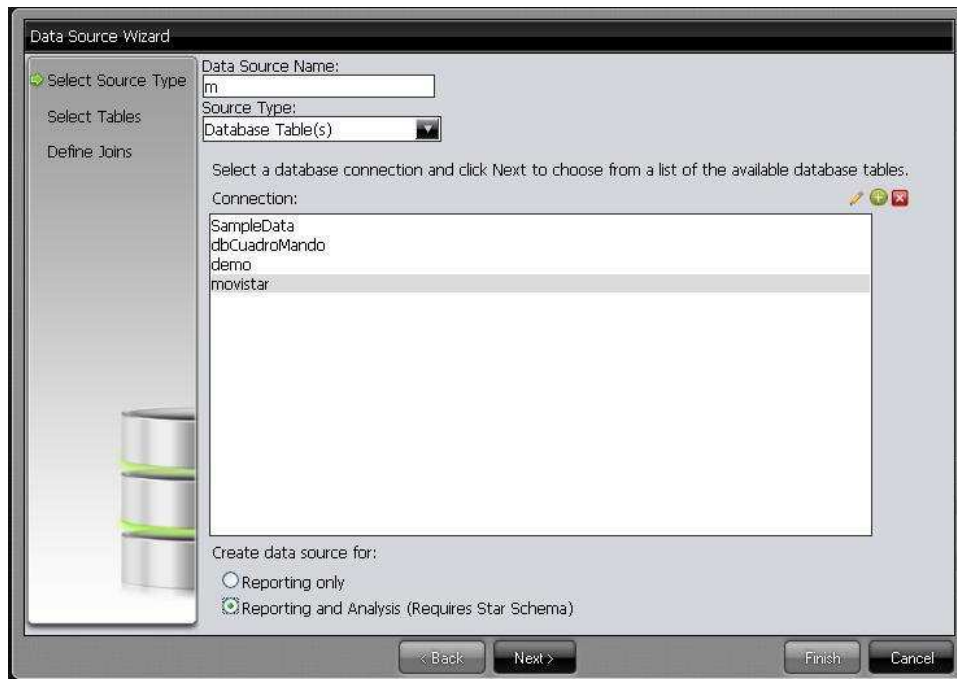 Data Source Wizard
Select Source Type
Select Tables
Define Joins
Data Source Name:
m
Source Type:
Database Table(s)
Select a database connection and click Next to choose from a list of the available database tables.
Connection:
SampleData
dbCuadroMando
demo
movistar
Create data source for:
Reporting only
Reporting and Analysis (Requires Star Schema)
< Back
Next >
Finish
Cancel